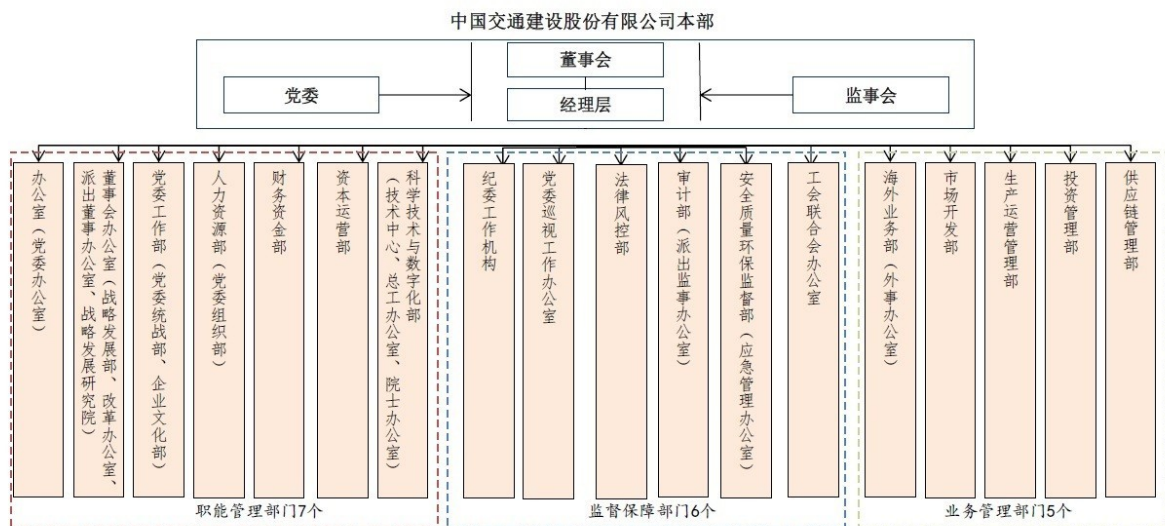 中国交通建设股份有限公司本部
董事会
党委
经理层
监事会
办公室（党委办公室）
董事会办公室（战略发展部、改革办公室、
派出董事办公室、战略发展研究院）
党委工作部（党委统战部、企业文化部）
人力资源部（党委组织部）
财务资金部
资本运营部
科学技术与数字化部
（技术中心、总工办公室、院士办公室）
纪委工作机构
党委巡视工作办公室
法律风控部
审计部（派出监事办公室）
安全质量环保监督部（应急管理办公室）
工会联合会办公室
海外业务部（外事办公室）
市场开发部
生产运营管理部
投资管理部
供应链管理部
职能管理部门7个
监督保障部门6个
业务管理部门5个